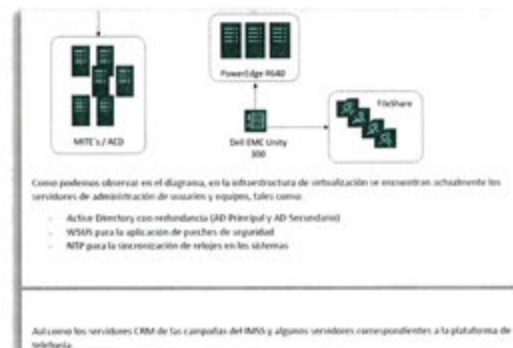 PowerEdge R640
MITE's / ACD
Dell EMC Unity
300
FileShare
Como podemos observar en el diagrama, en la infraestructura de virtualización se encuentran actualmente los
servidores de administración de usuarios y equipos, tales como:
- Active Directory con redundancia (AD Principal y AD Secundario)
- WSUS para la aplicación de parches de seguridad
- NTP para la sincronización de relojes en los sistemas
Así como los servidores CRM de las campañas del IMSS y algunos servidores correspondientes a la plataforma de
telefonía.